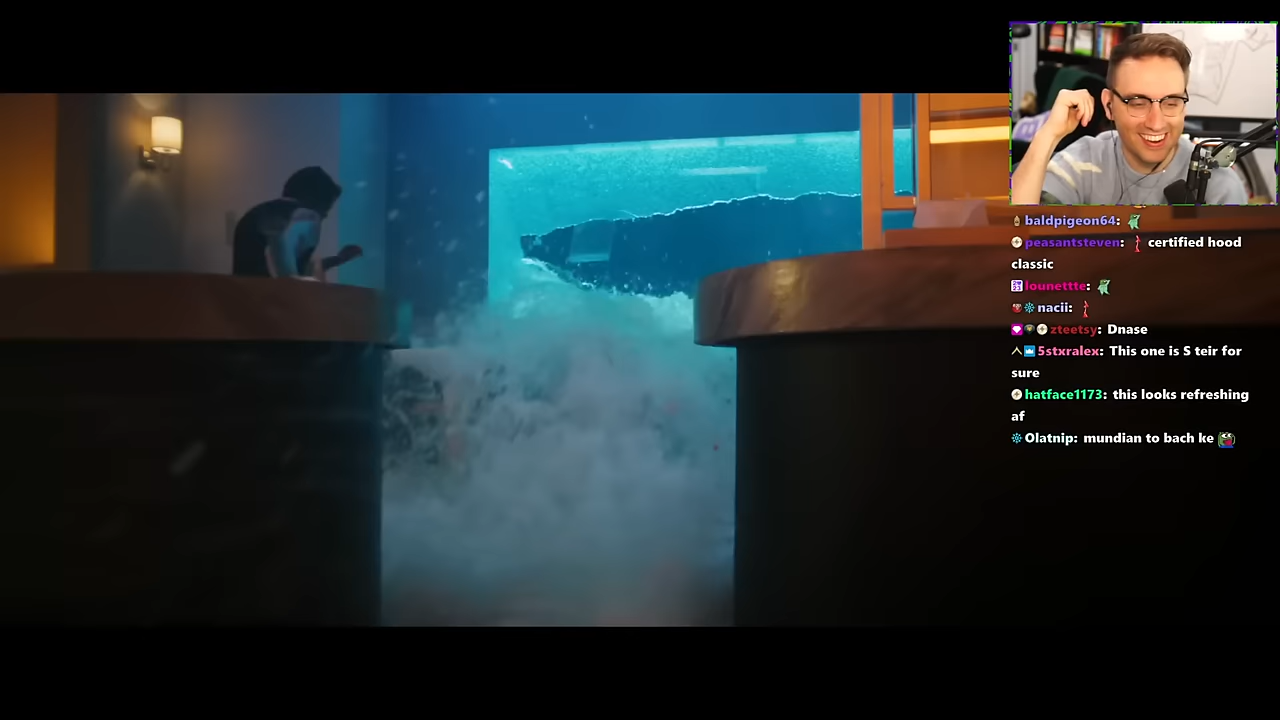 baldpigeon64:
peasantsteven: certified hood
classic
lounettte:
nacii:
zteetsy: Dnase
5stxralex: This one is S teir for
sure
hatface1173: this looks refreshing
af
Olatnip: mundian to bach ke